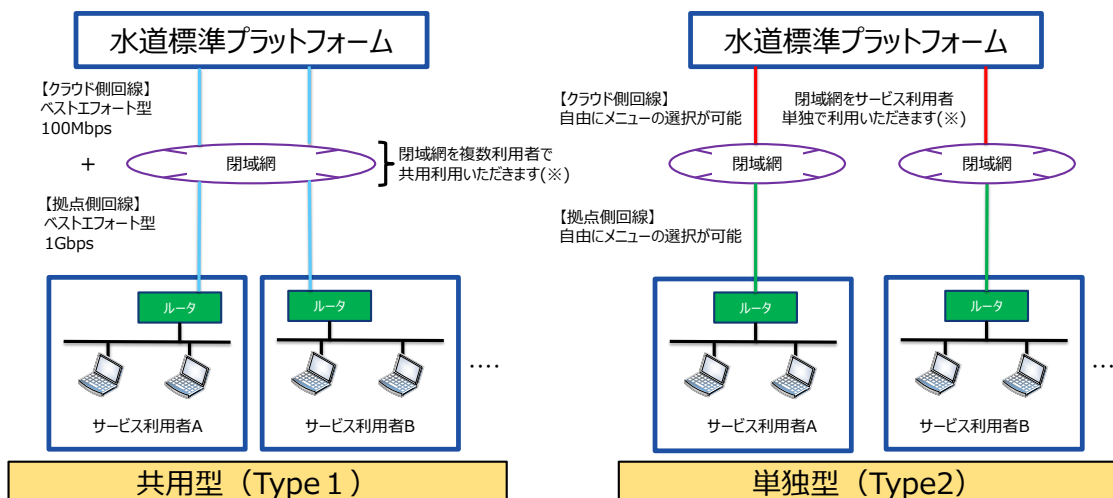 水道標準プラットフォーム
【クラウド側回線】
ベストエフォート型
100Mbps
+
閉域網
閉域網を複数利用者で
共用利用いただきます(※)
【拠点側回線】
ベストエフォート型
1Gbps
ルータ
ルータ
サービス利用者A
サービス利用者B
‥‥
共用型（Type１）
水道標準プラットフォーム
【クラウド側回線】
自由にメニューの選択が可能
閉域網をサービス利用者
単独で利用いただきます(※)
閉域網
閉域網
【拠点側回線】
自由にメニューの選択が可能
ルータ
ルータ
サービス利用者A
サービス利用者B
‥‥
単独型（Type2）